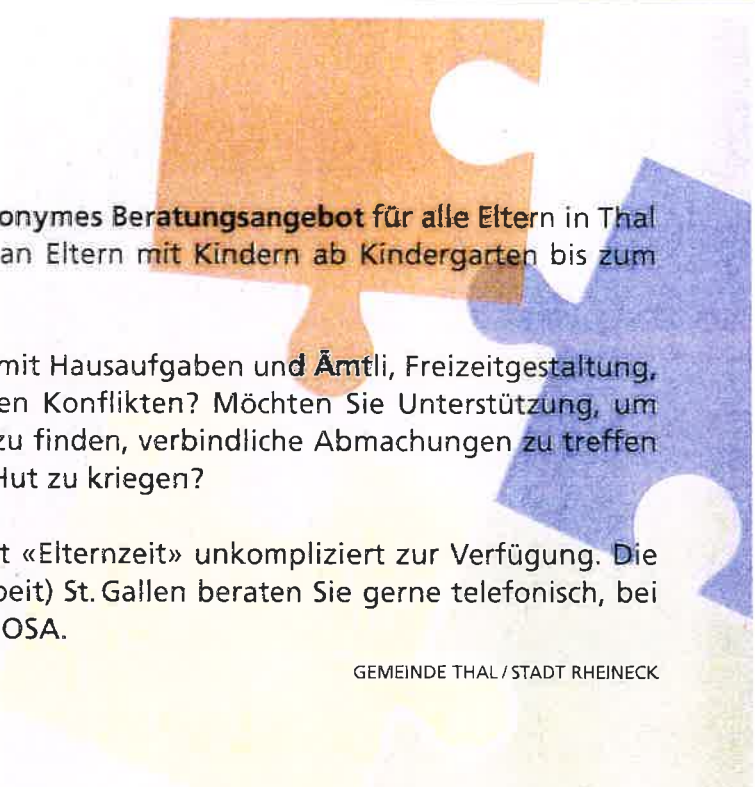 onymes Beratungsangebot für alle Eltern in Thal
an Eltern mit Kindern ab Kindergarten bis zum
mit Hausaufgaben und Ämtli, Freizeitgestaltung,
en Konflikten? Möchten Sie Unterstützung, um
zu finden, verbindliche Abmachungen zu treffen
Hut zu kriegen?
t «Elternzeit» unkompliziert zur Verfügung. Die
beit) St. Gallen beraten Sie gerne telefonisch, bei
OSA.
GEMEINDE THAL / STADT RHEINECK